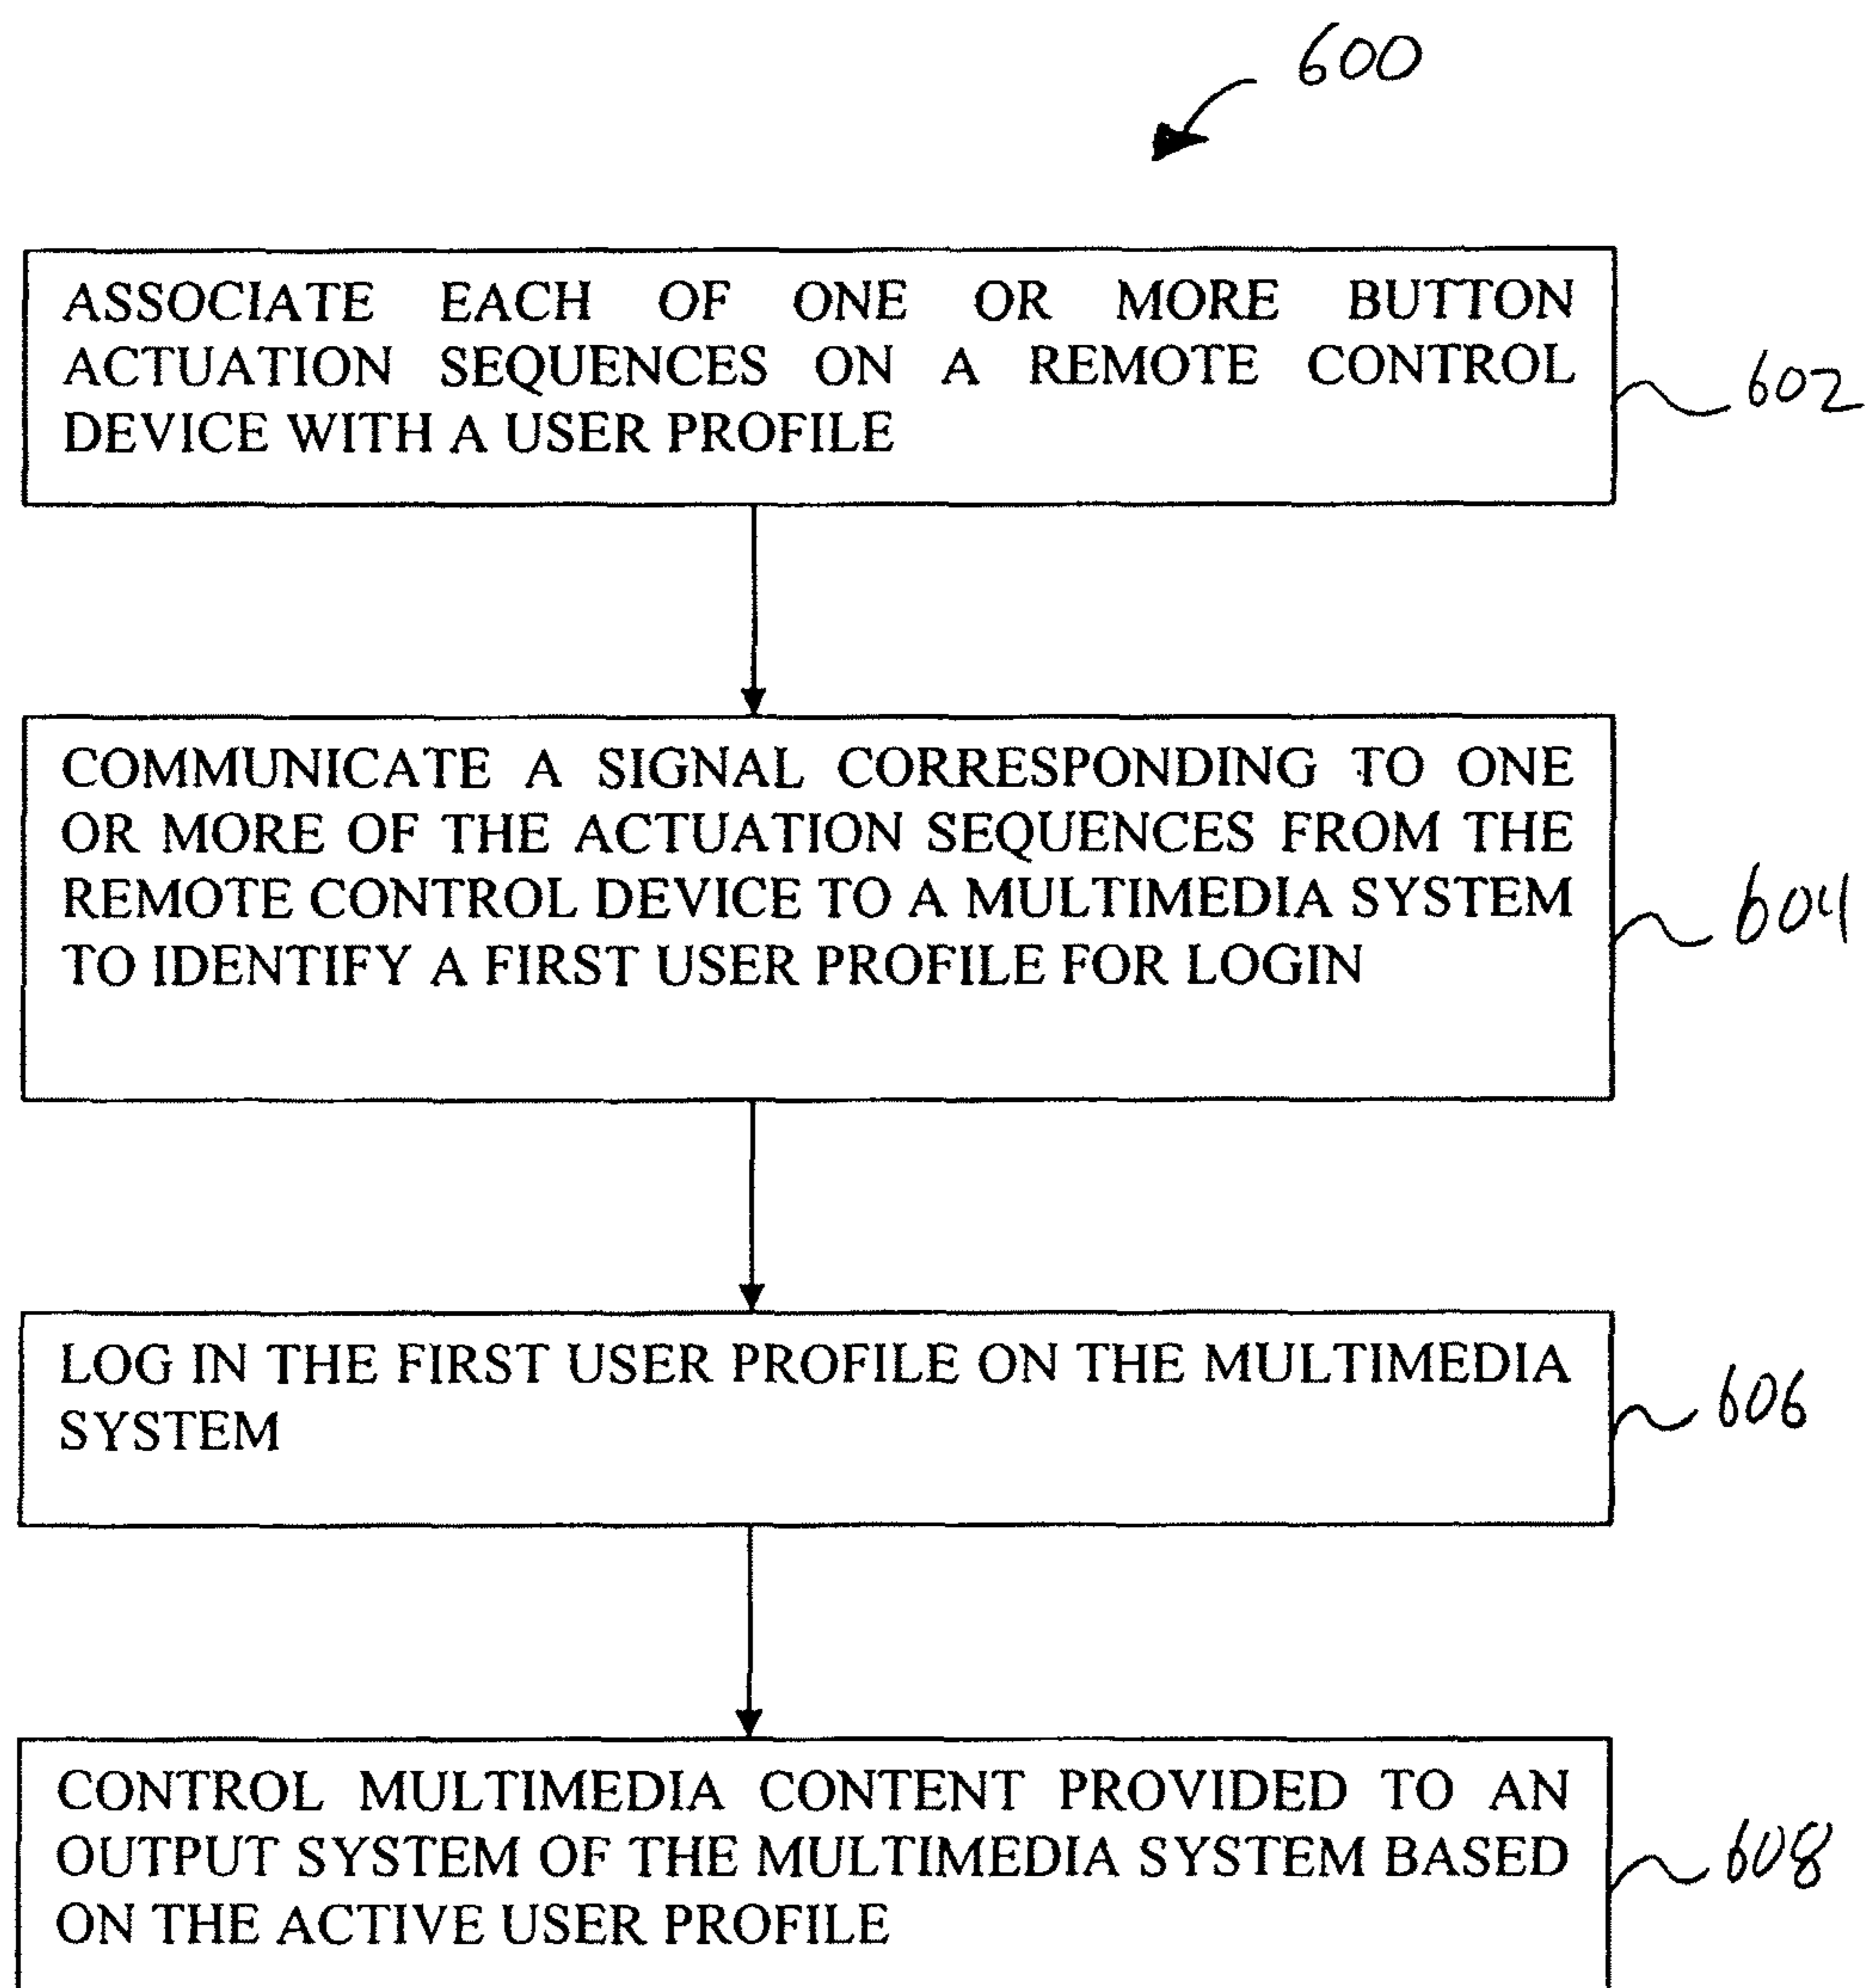 600
ASSOCIATE EACH OF ONE OR MORE BUTTON
ACTUATION SEQUENCES ON A REMOTE CONTROL
DEVICE WITH A USER PROFILE
602
COMMUNICATE A SIGNAL CORRESPONDING TO ONE
OR MORE OF THE ACTUATION SEQUENCES FROM THE
REMOTE CONTROL DEVICE TO A MULTIMEDIA SYSTEM
TO IDENTIFY A FIRST USER PROFILE FOR LOGIN
604
LOG IN THE FIRST USER PROFILE ON THE MULTIMEDIA
SYSTEM
606
CONTROL MULTIMEDIA CONTENT PROVIDED TO AN
OUTPUT SYSTEM OF THE MULTIMEDIA SYSTEM BASED
ON THE ACTIVE USER PROFILE
608